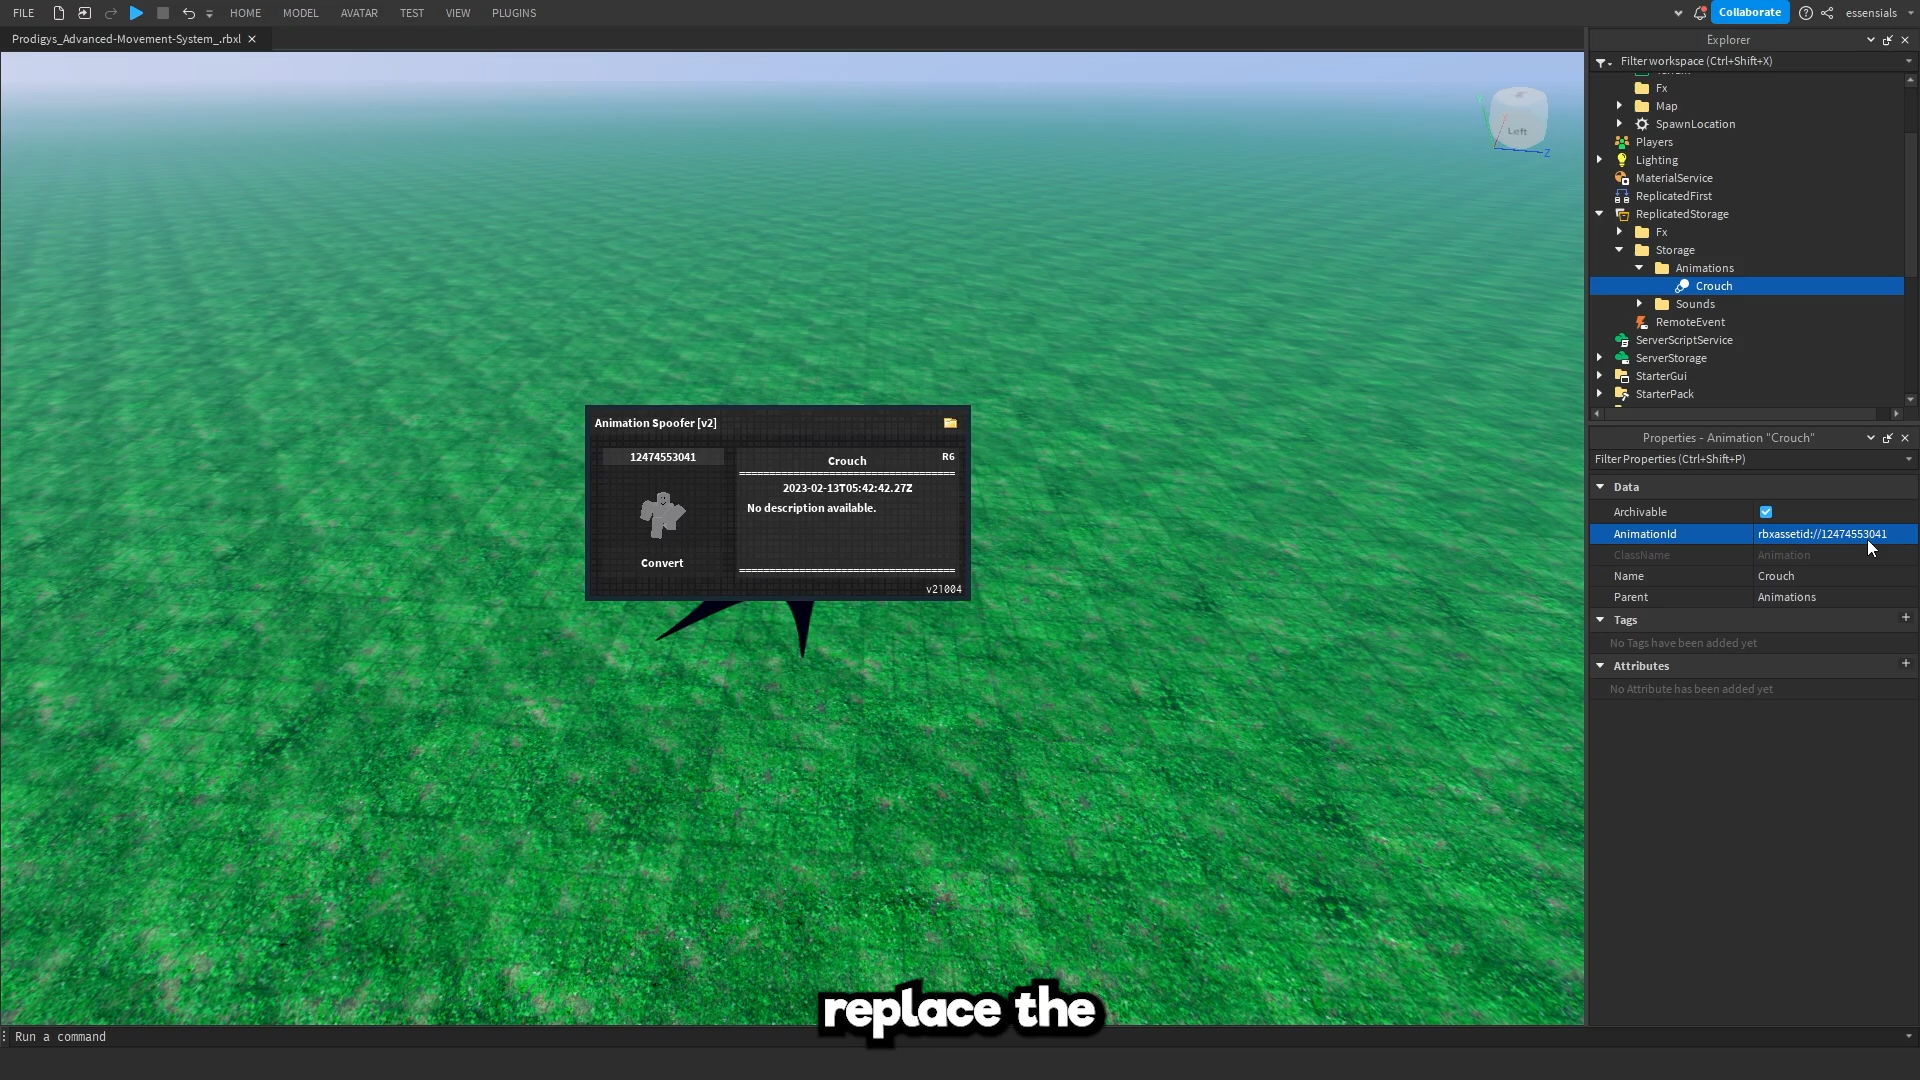 FILE
HOME
MODEL
AVATAR
TEST
VIEW
PLUGINS
Collaborate
essensials
Prodigys_Advanced-Movement-System_.rbxl
Explorer
Filter workspace (Ctrl+Shift+X)
Fx
Map
SpawnLocation
Players
Lighting
MaterialService
ReplicatedFirst
ReplicatedStorage
Fx
Storage
Animations
Crouch
Sounds
RemoteEvent
ServerScriptService
ServerStorage
StarterGui
StarterPack
Left
Z
Animation Spoofer [v2]
12474553041
Convert
Crouch
R6
====================================
2023-02-13T05:42:42.27Z
No description available.
====================================
v21004
Properties - Animation "Crouch"
Filter Properties (Ctrl+Shift+P)
Data
Archivable
AnimationId rbxassetid://12474553041
ClassName Animation
Name Crouch
Parent Animations
Tags
No Tags have been added yet
Attributes
No Attribute has been added yet
replace the
Run a command